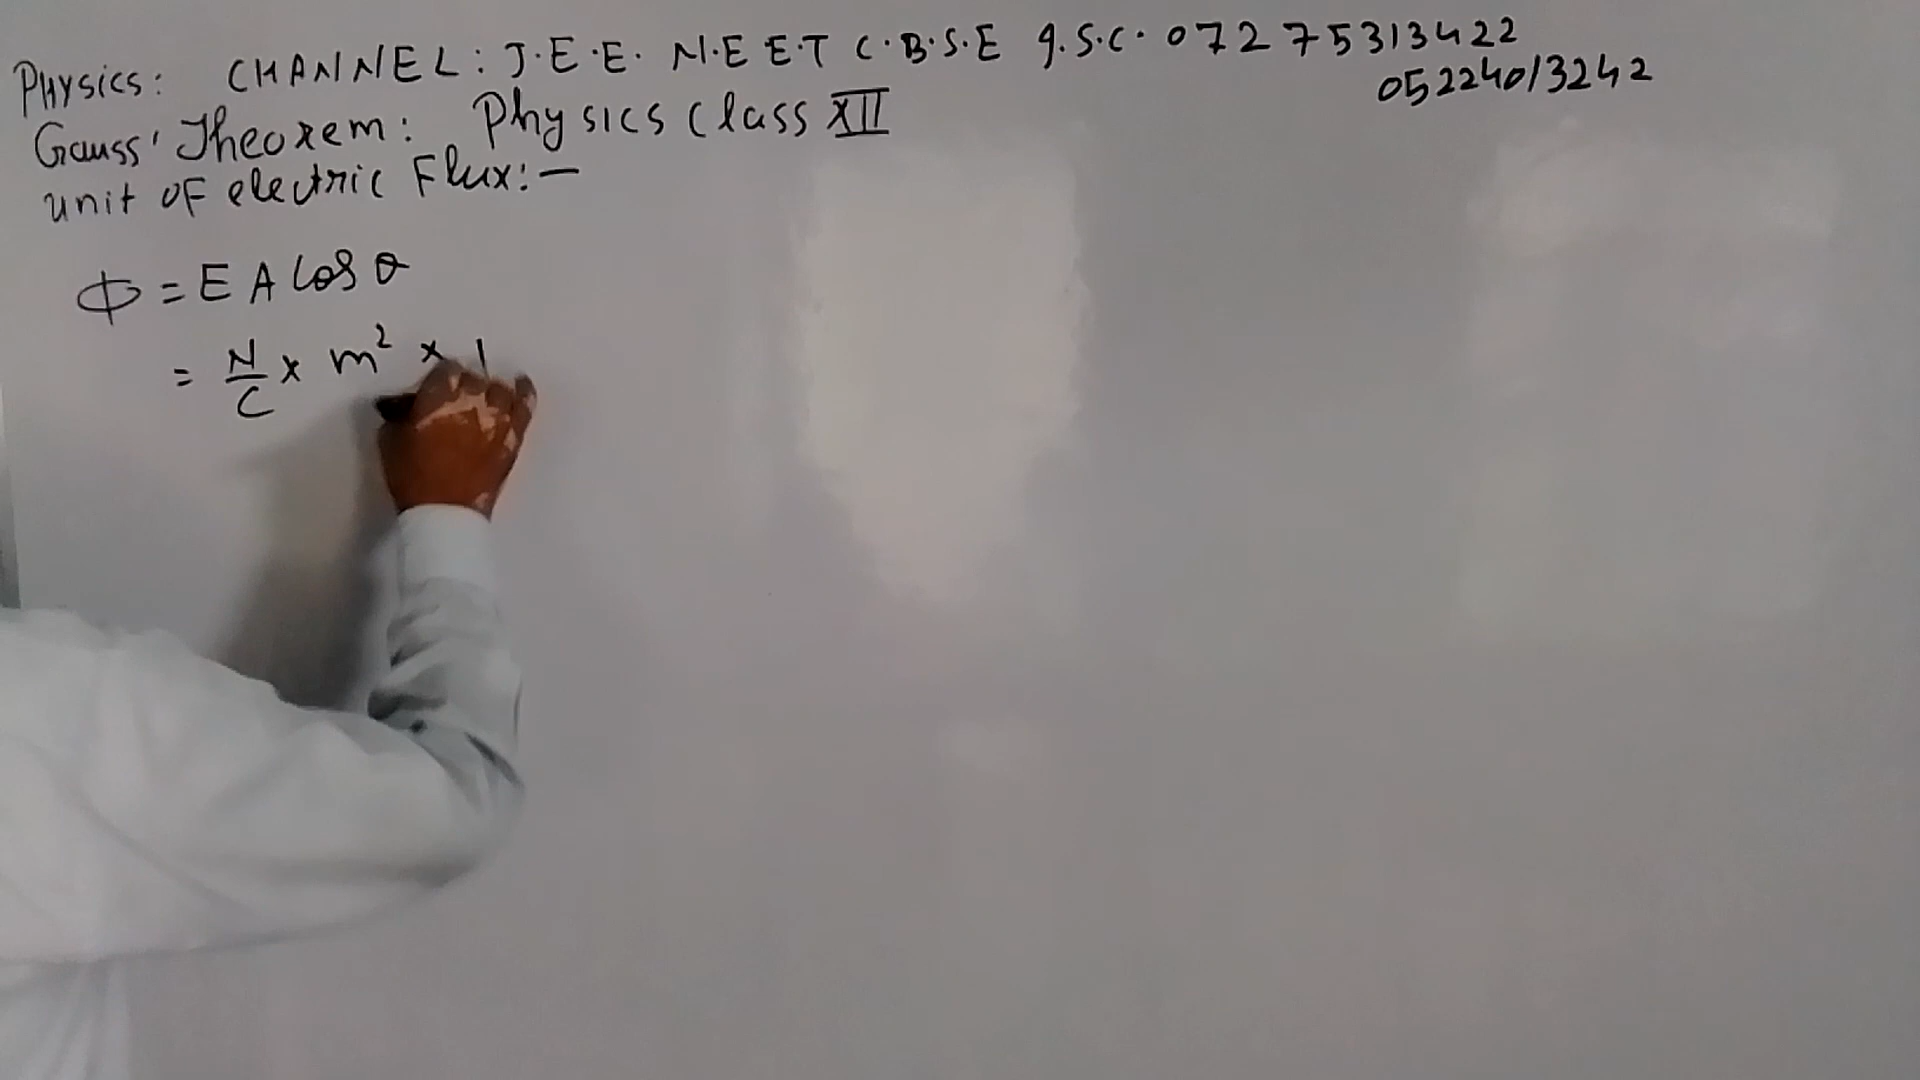 Physics: CHANNEL: J.E.E. N.E E.T C.B.S.E I.S.C. 07275313422
05224013242
Gauss' Theorem: Physics Class XII
unit of electric Flux:-
Φ = E A Cos θ
= N/C x m² x 1